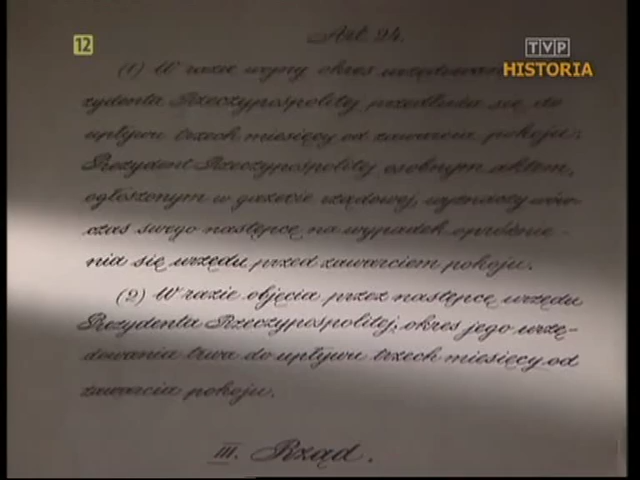 12
TVP
HISTORIA
Art. 24.
(1) W razie wojny okres urzędowania
zydenta Rzeczypospolitej przedłuża się do
upływu trzech miesięcy od zawarcia pokoju;
Prezydent Rzeczypospolitej osobnym aktem,
ogłoszonym w gazecie rządowej, wyznaczy wów-
czas swego następcę na wypadek opróżnie-
nia się urzędu przed zawarciem pokoju.
(2) W razie objęcia przez następcę urzędu
Prezydenta Rzeczypospolitej, okres jego urzę-
dowania trwa do upływu trzech miesięcy od
zawarcia pokoju.
III. Rząd.